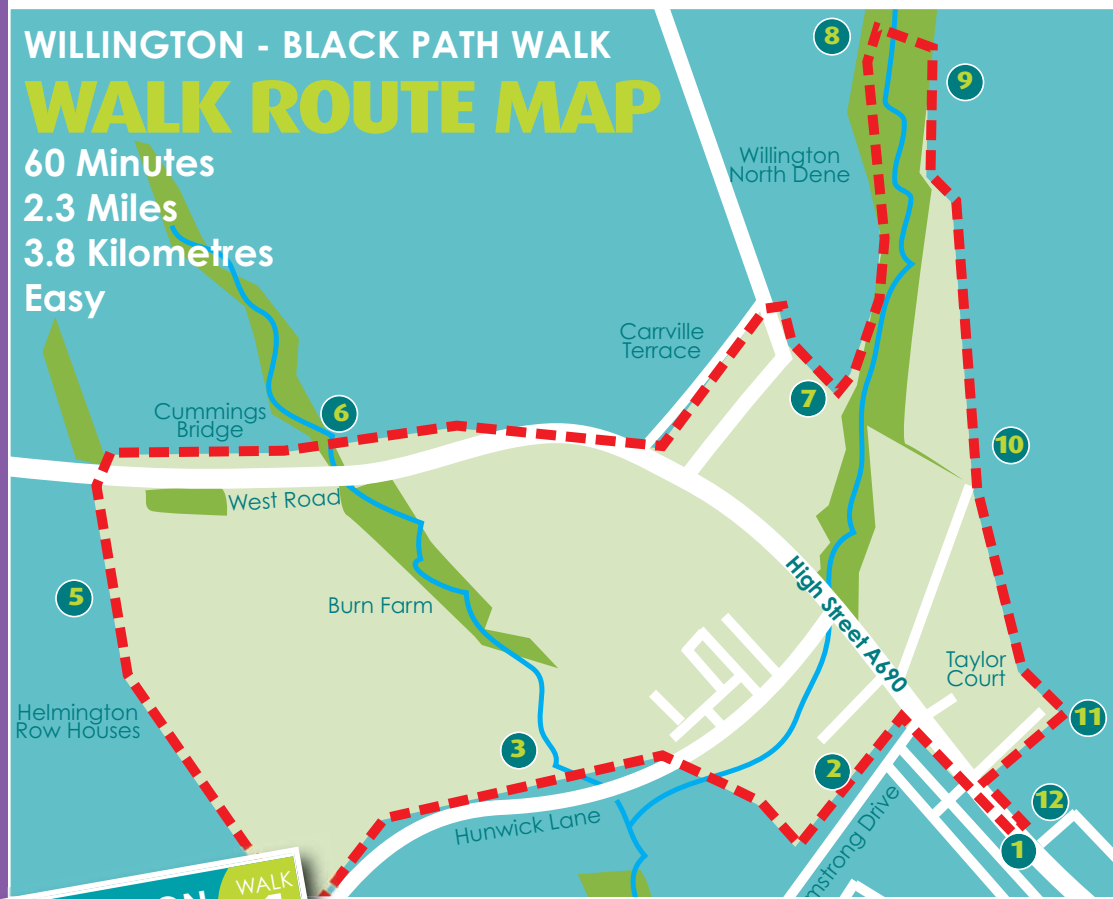 WILLINGTON - BLACK PATH WALK
WALK ROUTE MAP
60 Minutes
2.3 Miles
3.8 Kilometres
Easy
8
9
Willington
North Dene
Carrville
Terrace
7
Cummings
Bridge
6
10
West Road
5
Burn Farm
High Street A690
Taylor
Court
Helmington
Row Houses
11
3
2
12
Hunwick Lane
1
WALK